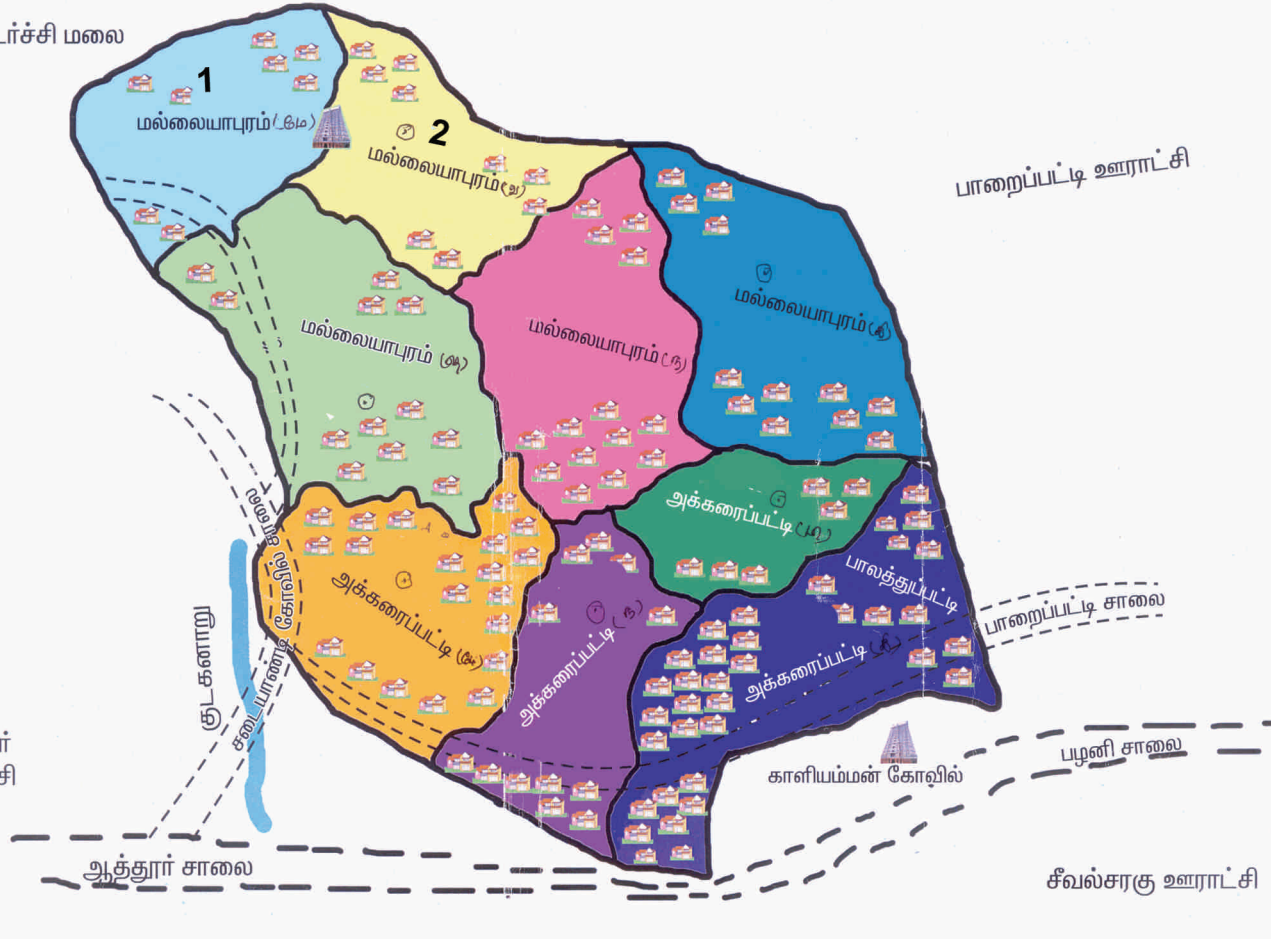 டர்ச்சி மலை
1
மல்லையாபுரம் (மே)
2
மல்லையாபுரம் (வ)
பாறைப்பட்டி ஊராட்சி
மல்லையாபுரம்
மல்லையாபுரம்
மல்லையாபுரம் (ந)
அக்கரைப்பட்டி
பாலத்துப்பட்டி
அக்கரைப்பட்டி
அக்கரைப்பட்டி (ந)
அக்கரைப்பட்டி
பாறைப்பட்டி சாலை
சடையாண்டி கோவில் சாலை
குடகனாறு
ர்
சி
காளியம்மன் கோவில்
பழனி சாலை
ஆத்தூர் சாலை
சீவல்சரகு ஊராட்சி